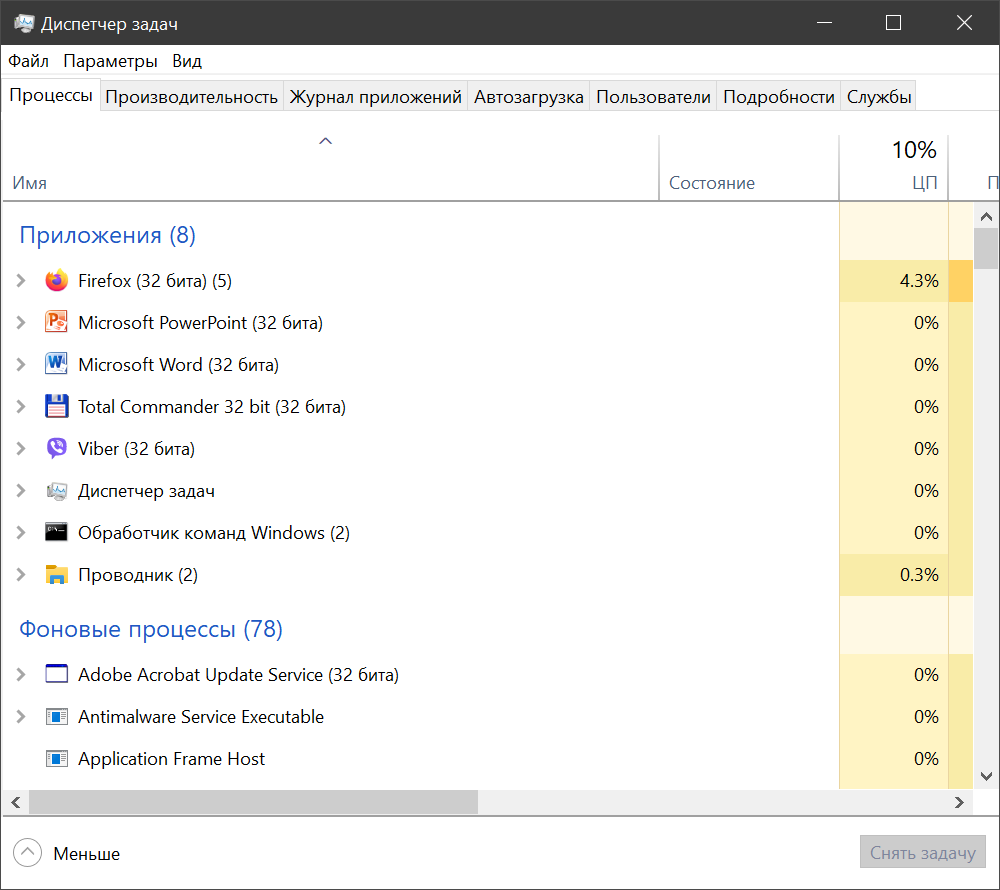 Диспетчер задач
Файл Параметры Вид
Процессы Производительность Журнал приложений Автозагрузка Пользователи Подробности Службы
10%
Имя Состояние ЦП П
Приложения (8)
Firefox (32 бита) (5) 4.3%
Microsoft PowerPoint (32 бита) 0%
Microsoft Word (32 бита) 0%
Total Commander 32 bit (32 бита) 0%
Viber (32 бита) 0%
Диспетчер задач 0%
Обработчик команд Windows (2) 0%
Проводник (2) 0.3%
Фоновые процессы (78)
Adobe Acrobat Update Service (32 бита) 0%
Antimalware Service Executable 0%
Application Frame Host 0%
Меньше Снять задачу